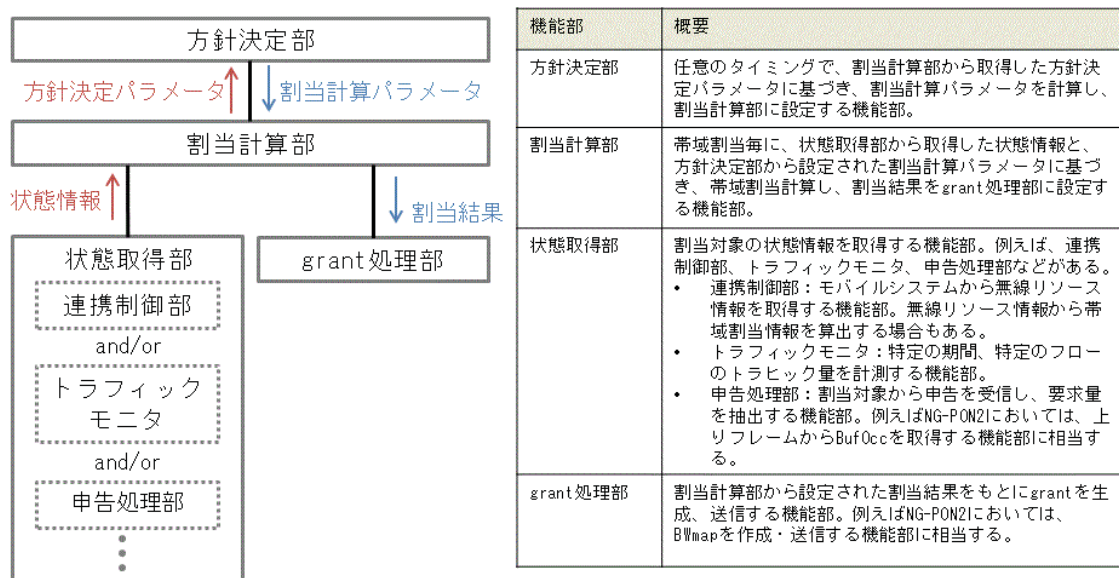 方針決定部
方針決定パラメータ
割当計算パラメータ
割当計算部
状態情報
割当結果
状態取得部
連携制御部
and/or
トラフィック
モニタ
and/or
申告処理部
grant処理部
機能部
概要
方針決定部
任意のタイミングで、割当計算部から取得した方針決
定パラメータに基づき、割当計算パラメータを計算し、
割当計算部に設定する機能部。
割当計算部
帯域割当毎に、状態取得部から取得した状態情報と、
方針決定部から設定された割当計算パラメータに基づ
き、帯域割当計算し、割当結果をgrant処理部に設定す
る機能部。
状態取得部
割当対象の状態情報を取得する機能部。例えば、連携
制御部、トラフィックモニタ、申告処理部などがある。
• 連携制御部：モバイルシステムから無線リソース
情報を取得する機能部。無線リソース情報から帯
域割当情報を算出する場合もある。
• トラフィックモニタ：特定の期間、特定のフロー
のトラヒック量を計測する機能部。
• 申告処理部：割当対象から申告を受信し、要求量
を抽出する機能部。例えばNG-PON2においては、上
りフレームからBufOccを取得する機能部に相当す
る。
grant処理部
割当計算部から設定された割当結果をもとにgrantを生
成、送信する機能部。例えばNG-PON2においては、
BWmapを作成・送信する機能部に相当する。